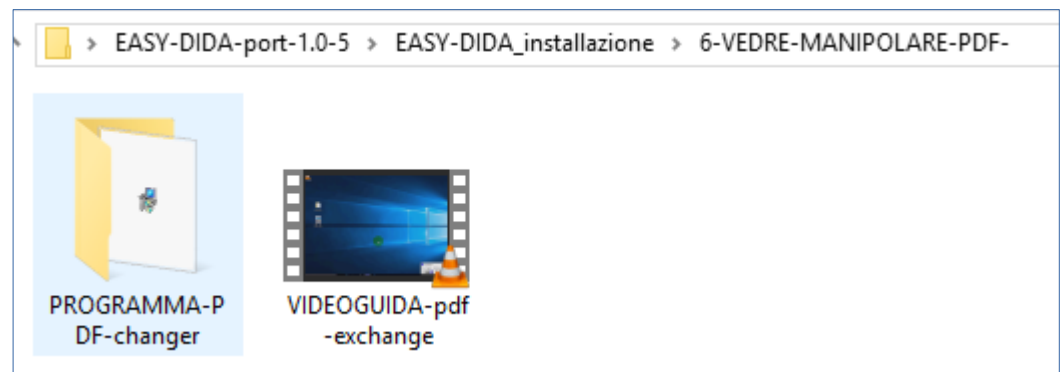 EASY-DIDA-port-1.0-5 > EASY-DIDA_installazione > 6-VEDRE-MANIPOLARE-PDF-
PROGRAMMA-P
DF-changer
VIDEOGUIDA-pdf
-exchange